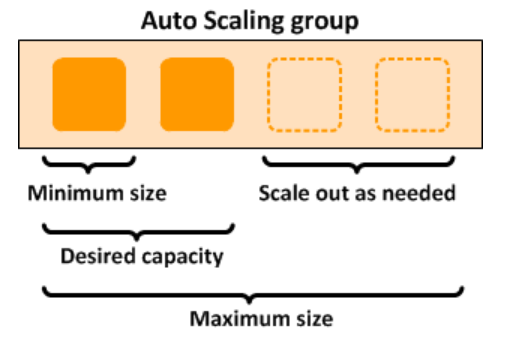 Auto Scaling group
Minimum size
Scale out as needed
Desired capacity
Maximum size